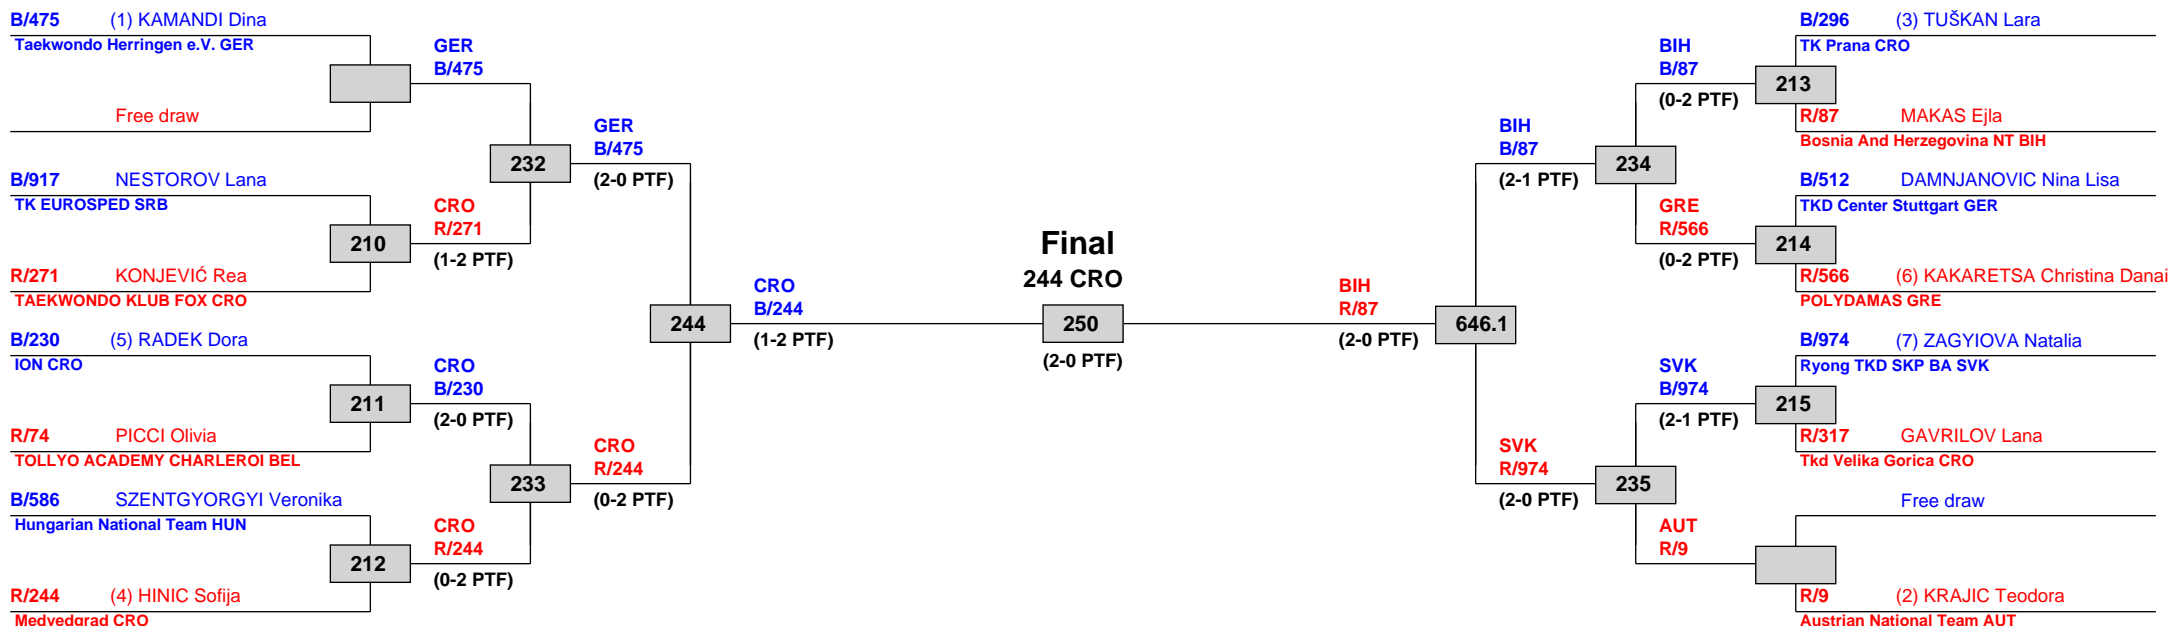 B/475 (1) KAMANDI Dina
Taekwondo Herringen e.V. GER
Free draw
B/917 NESTOROV Lana
TK EUROSPED SRB
R/271 KONJEVIĆ Rea
TAEKWONDO KLUB FOX CRO
B/230 (5) RADEK Dora
ION CRO
R/74 PICCI Olivia
TOLLYO ACADEMY CHARLEROI BEL
B/586 SZENTGYORGYI Veronika
Hungarian National Team HUN
R/244 (4) HINIC Sofija
Medvedgrad CRO
210
211
212
GER
B/475
CRO
R/271
(1-2 PTF)
CRO
B/230
(2-0 PTF)
CRO
R/244
(0-2 PTF)
232
233
GER
B/475
(2-0 PTF)
CRO
R/244
(0-2 PTF)
244
CRO
B/244
(1-2 PTF)
Final
244 CRO
250
(2-0 PTF)
BIH
R/87
(2-0 PTF)
646.1
BIH
B/87
(2-1 PTF)
SVK
R/974
(2-0 PTF)
234
235
BIH
B/87
(0-2 PTF)
GRE
R/566
(0-2 PTF)
SVK
B/974
(2-1 PTF)
AUT
R/9
213
214
215
B/296 (3) TUŠKAN Lara
TK Prana CRO
R/87 MAKAS Ejla
Bosnia And Herzegovina NT BIH
B/512 DAMNJANOVIC Nina Lisa
TKD Center Stuttgart GER
R/566 (6) KAKARETSA Christina Danai
POLYDAMAS GRE
B/974 (7) ZAGYIOVA Natalia
Ryong TKD SKP BA SVK
R/317 GAVRILOV Lana
Tkd Velika Gorica CRO
Free draw
R/9 (2) KRAJIC Teodora
Austrian National Team AUT